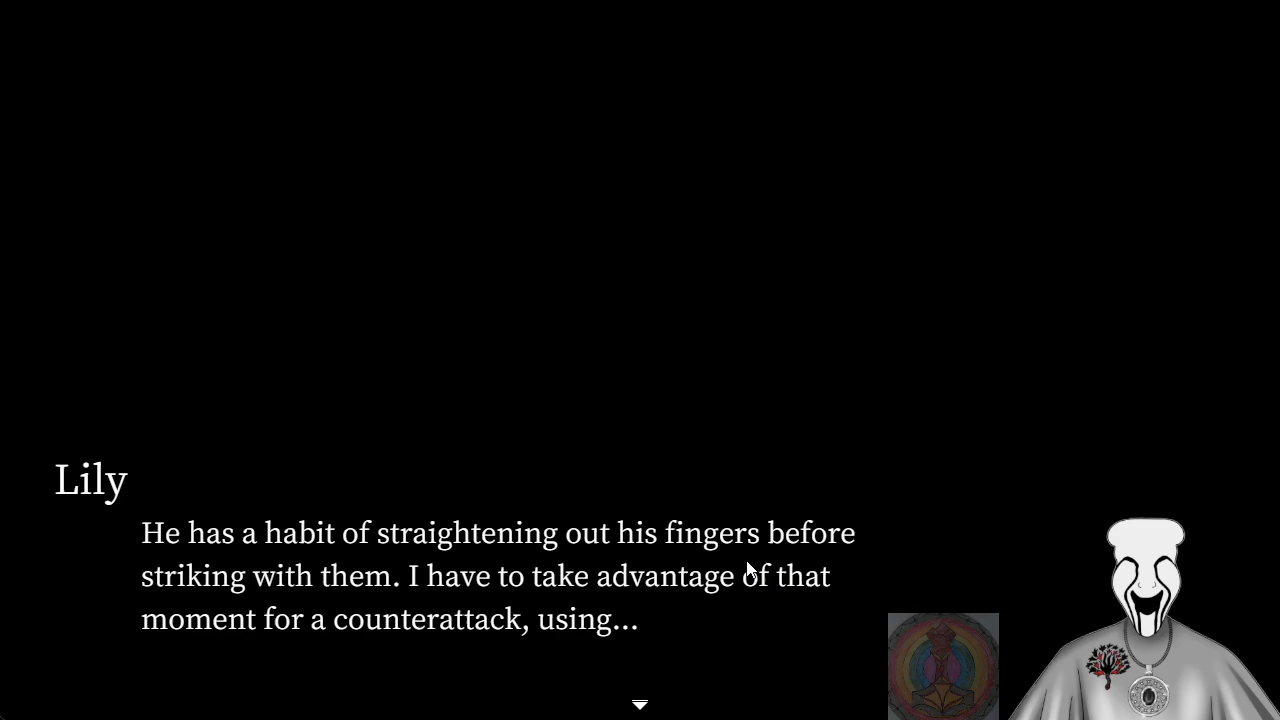 Lily
He has a habit of straightening out his fingers before
striking with them. I have to take advantage of that
moment for a counterattack, using...